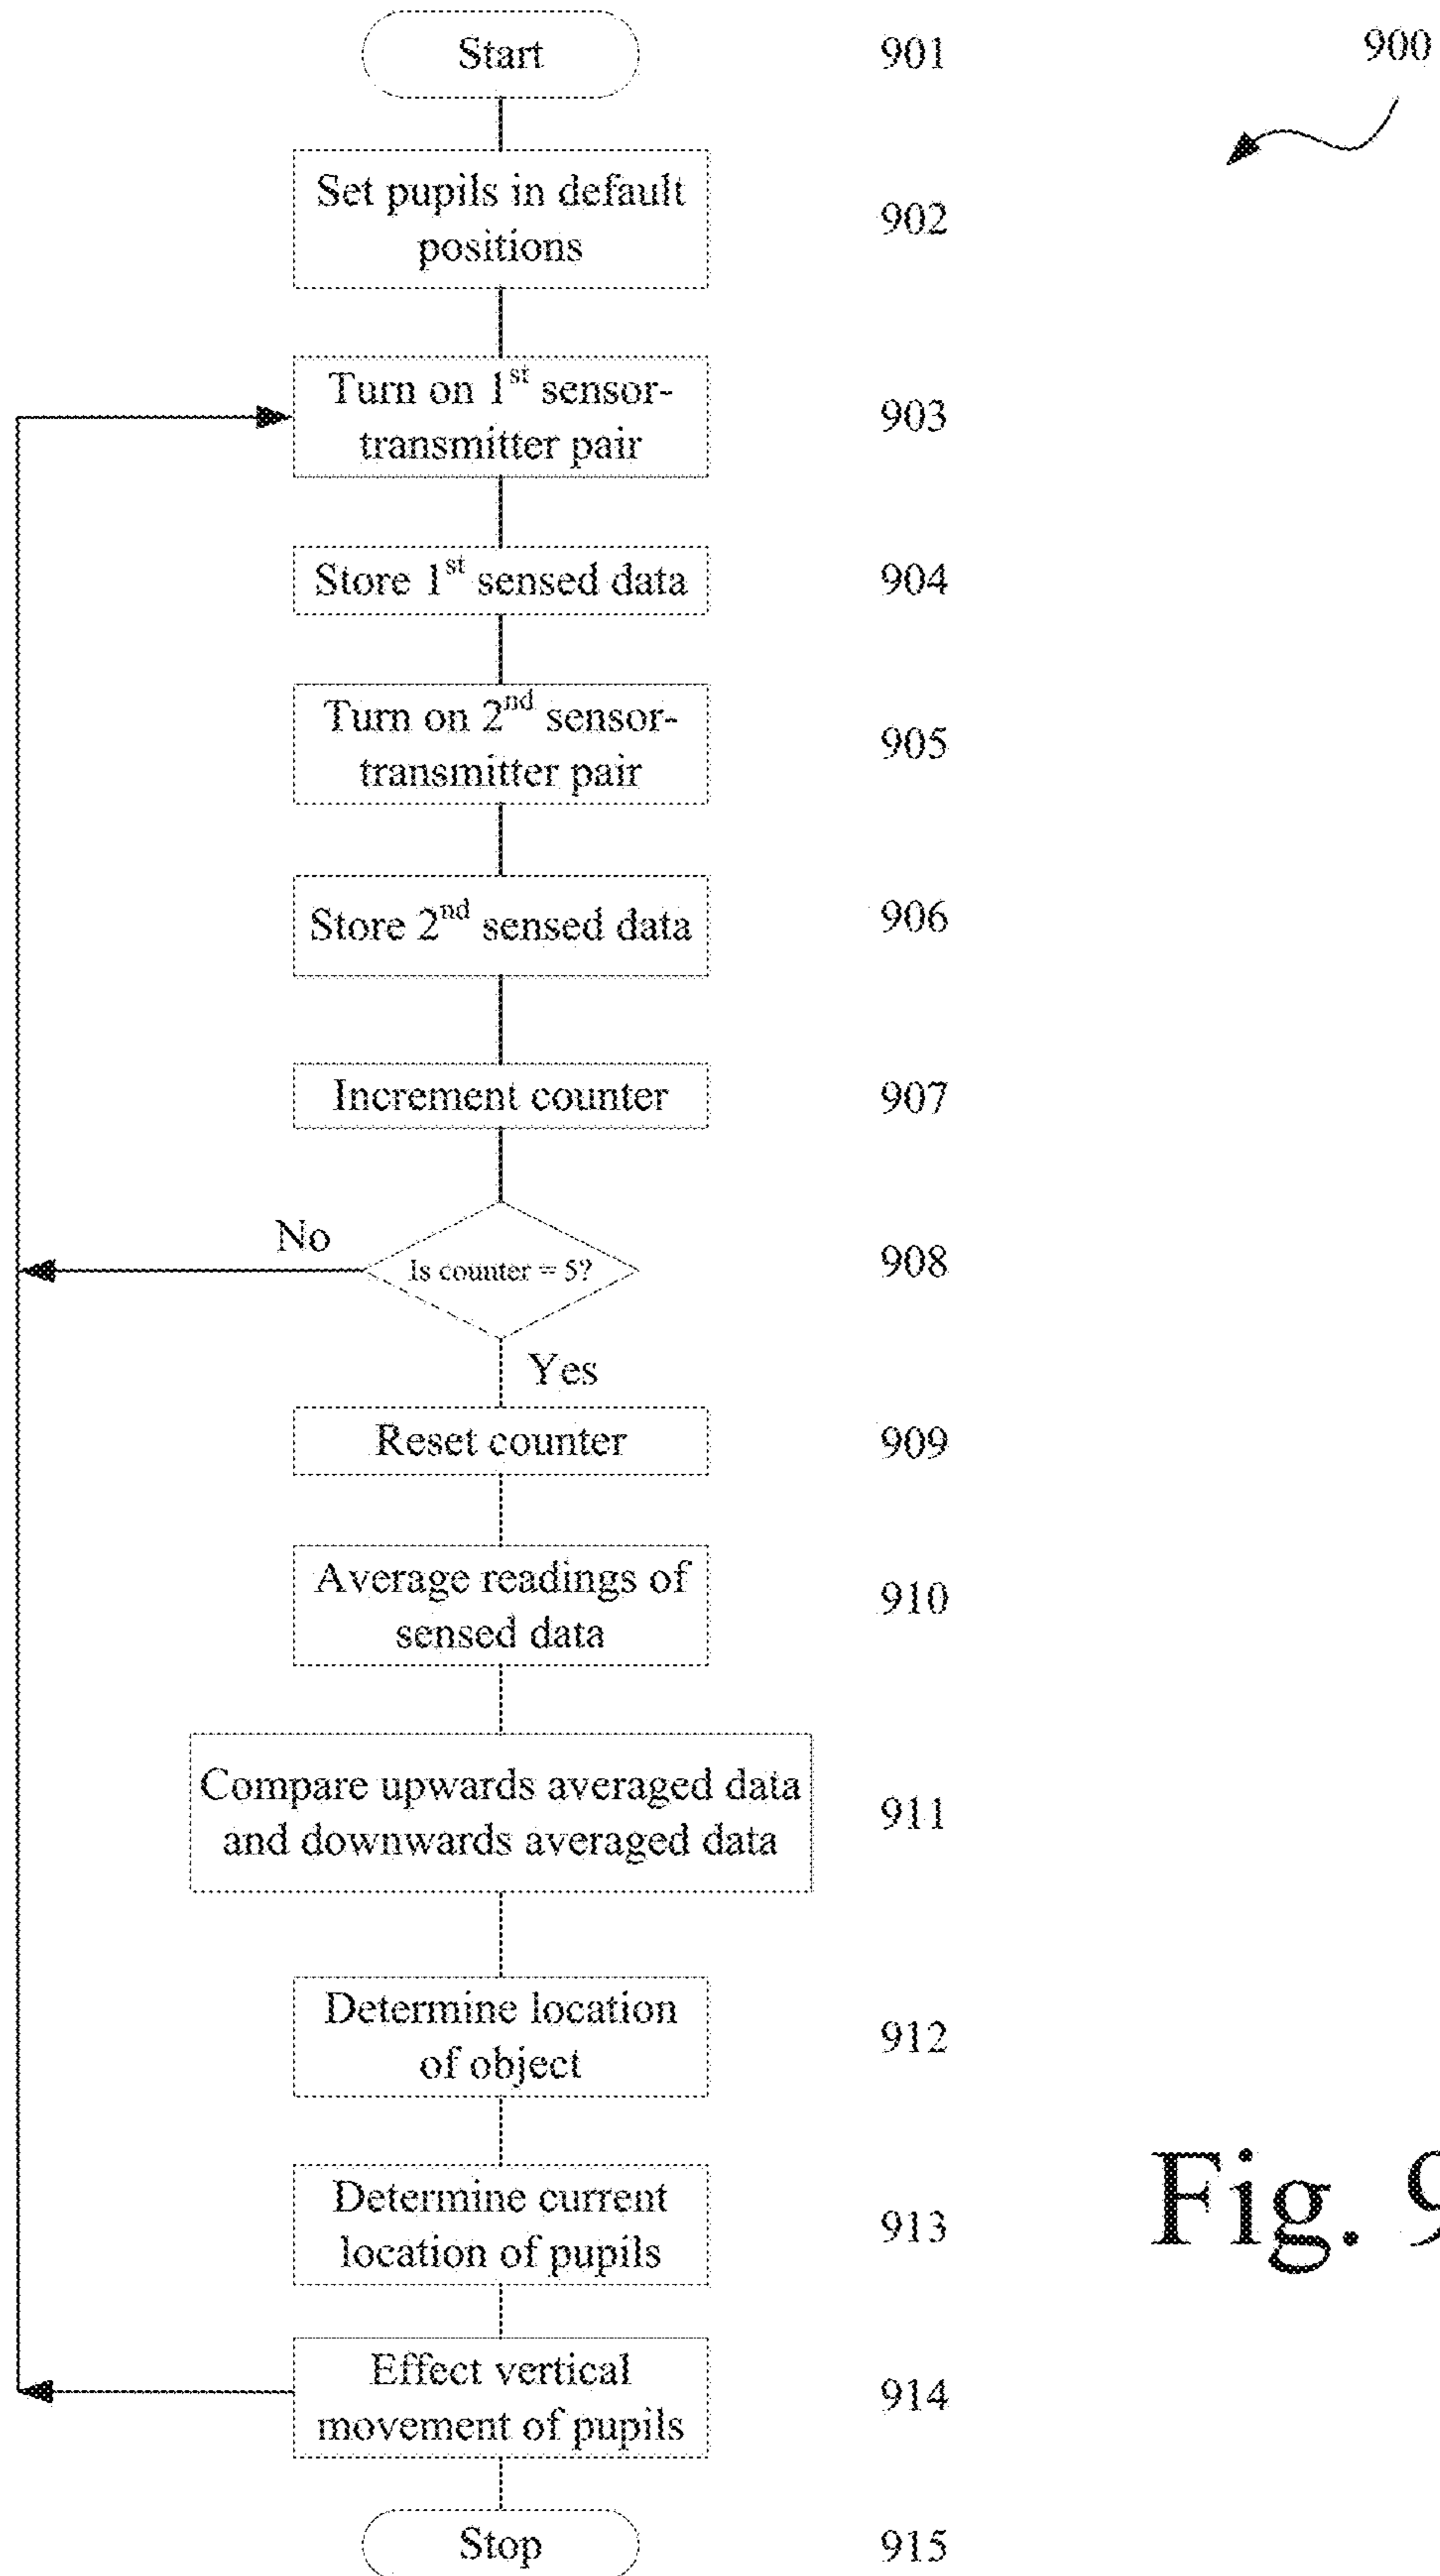 Start 901 900
Set pupils in default
positions 902
Turn on 1st sensor-
transmitter pair 903
Store 1st sensed data 904
Turn on 2nd sensor-
transmitter pair 905
Store 2nd sensed data 906
Increment counter 907
No
Is counter = 5? 908
Yes
Reset counter 909
Average readings of
sensed data 910
Compare upwards averaged data
and downwards averaged data 911
Determine location
of object 912
Determine current
location of pupils 913
Fig. 9
Effect vertical
movement of pupils 914
Stop 915